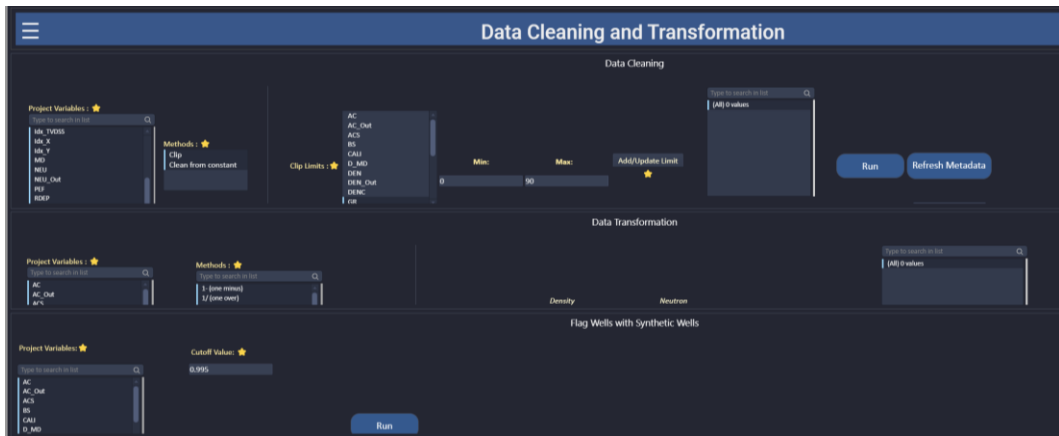 Data Cleaning and Transformation
Data Cleaning
Project Variables :
Type to search in list
Idx_TVDSS
Idx_X
Idx_Y
MD
NEU
NEU_Out
PEF
RDEP
Methods :
Clip
Clean from constant
Clip Limits :
AC
AC_Out
ACS
BS
CALI
D_MD
DEN
DEN_Out
DENC
GR
Min:
0
Max:
90
Add/Update Limit
Type to search in list
(All) 0 values
Run
Refresh Metadata
Data Transformation
Project Variables :
Type to search in list
AC
AC_Out
ACS
Methods :
Type to search in list
1- (one minus)
1/ (one over)
Density
Neutron
Type to search in list
(All) 0 values
Flag Wells with Synthetic Wells
Project Variables:
Type to search in list
AC
AC_Out
ACS
BS
CALI
D_MD
Cutoff Value:
0.995
Run